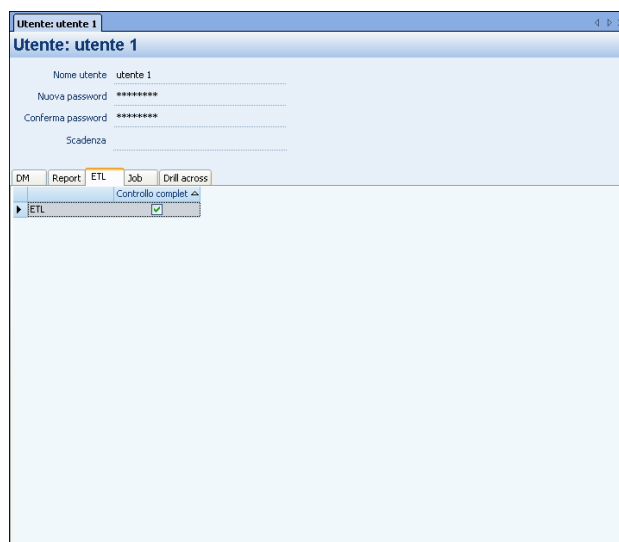 Utente: utente 1
Utente: utente 1
Nome utente utente 1
Nuova password ********
Conferma password ********
Scadenza
DM Report ETL Job Drill across
Controllo complet
ETL